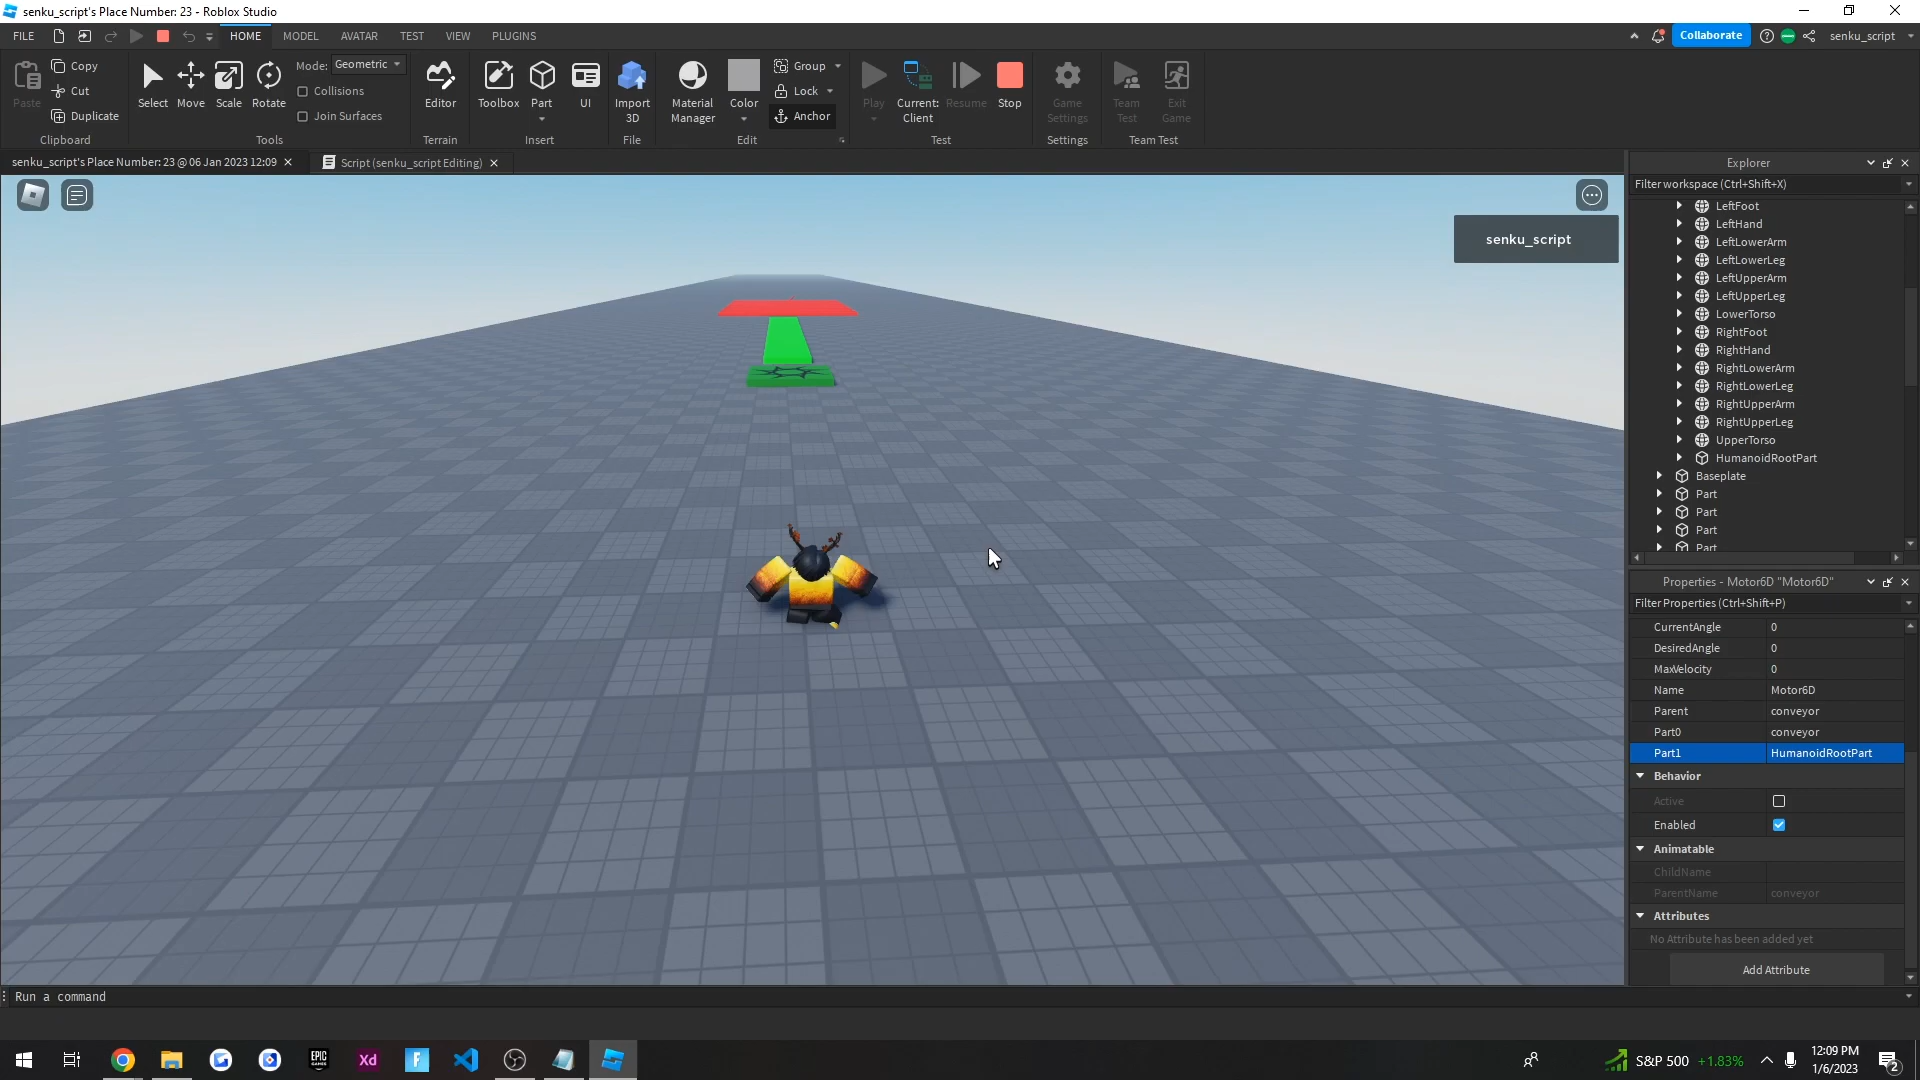 senku_script's Place Number: 23 - Roblox Studio
FILE
HOME
MODEL
AVATAR
TEST
VIEW
PLUGINS
Collaborate
senku_script
Paste
Copy
Cut
Duplicate
Clipboard
Select
Move
Scale
Rotate
Mode: Geometric
Collisions
Join Surfaces
Tools
Editor
Terrain
Toolbox
Part
UI
Insert
Import
3D
File
Material
Manager
Color
Group
Lock
Anchor
Edit
Play
Current:
Client
Resume
Stop
Test
Game
Settings
Settings
Team
Test
Exit
Game
Team Test
senku_script's Place Number: 23 @ 06 Jan 2023 12:09
Script (senku_script Editing)
senku_script
Explorer
Filter workspace (Ctrl+Shift+X)
LeftFoot
LeftHand
LeftLowerArm
LeftLowerLeg
LeftUpperArm
LeftUpperLeg
LowerTorso
RightFoot
RightHand
RightLowerArm
RightLowerLeg
RightUpperArm
RightUpperLeg
UpperTorso
HumanoidRootPart
Baseplate
Part
Part
Part
Part
Properties - Motor6D "Motor6D"
Filter Properties (Ctrl+Shift+P)
CurrentAngle 0
DesiredAngle 0
MaxVelocity 0
Name Motor6D
Parent conveyor
Part0 conveyor
Part1 HumanoidRootPart
Behavior
Active
Enabled
Animatable
ChildName
ParentName conveyor
Attributes
No Attribute has been added yet
Add Attribute
Run a command
EPIC
GAMES
Xd
S&P 500 +1.83%
12:09 PM
1/6/2023
2